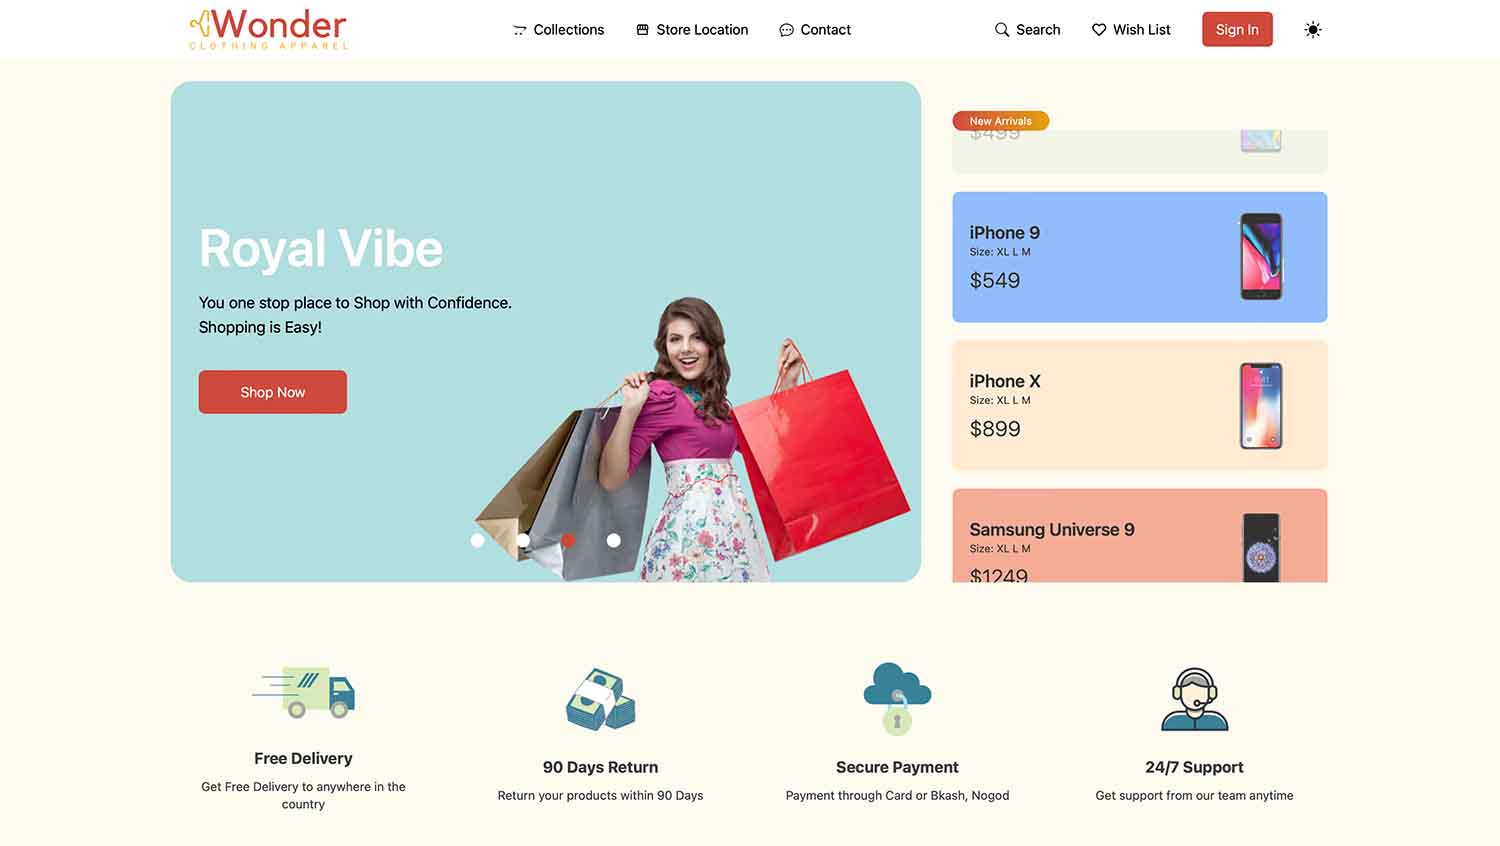 Wonder
CLOTHING APPAREL
Collections
Store Location
Contact
Search
Wish List
Sign In
Royal Vibe
You one stop place to Shop with Confidence.
Shopping is Easy!
Shop Now
New Arrivals
$499
iPhone 9
Size: XL L M
$549
iPhone X
Size: XL L M
$899
Samsung Universe 9
Size: XL L M
$1249
Free Delivery
Get Free Delivery to anywhere in the
country
90 Days Return
Return your products within 90 Days
Secure Payment
Payment through Card or Bkash, Nogod
24/7 Support
Get support from our team anytime